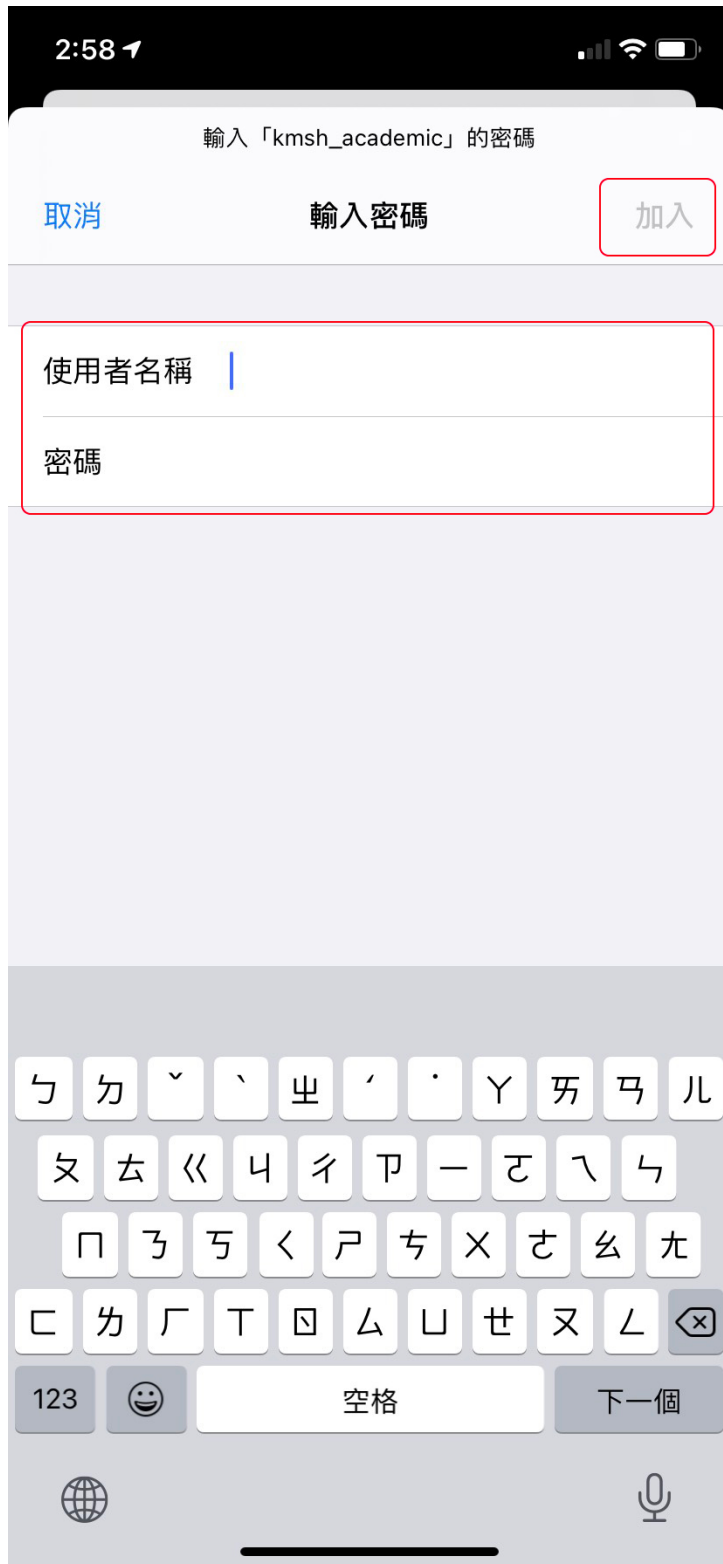 2:58
輸入「kmsh_academic」的密碼
取消 輸入密碼 加入
使用者名稱
密碼
ㄅ ㄉ ˇ ˋ ㄓ ˊ ˙ ㄚ ㄞ ㄢ ㄦ
ㄆ ㄊ ㄍ ㄐ ㄔ ㄗ ㄧ ㄛ ㄟ ㄣ
ㄇ ㄋ ㄎ ㄑ ㄕ ㄘ ㄨ ㄜ ㄠ ㄤ
ㄈ ㄌ ㄏ ㄒ ㄖ ㄙ ㄩ ㄝ ㄡ ㄥ
123 空格 下一個